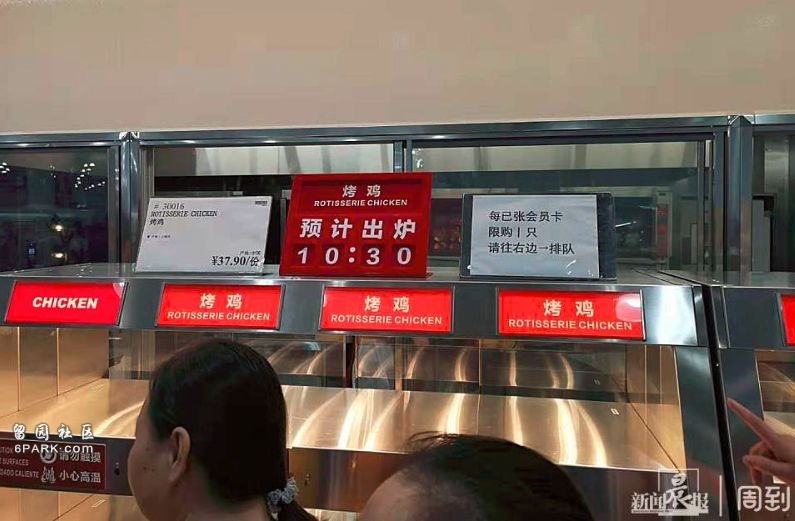 # 30016
ROTISSERIE CHICKEN
烤鸡
¥37.90/份
烤 鸡
ROTISSERIE CHICKEN
预计出炉
10:30
每已张会员卡
限购1只
请往右边→排队
CHICKEN
烤 鸡
ROTISSERIE CHICKEN
烤 鸡
ROTISSERIE CHICKEN
烤 鸡
ROTISSERIE CHICKEN
请勿触摸
小心高温
SURFACES
CALIENTE
留园社区
6PARK.COM
新闻晨报
周到